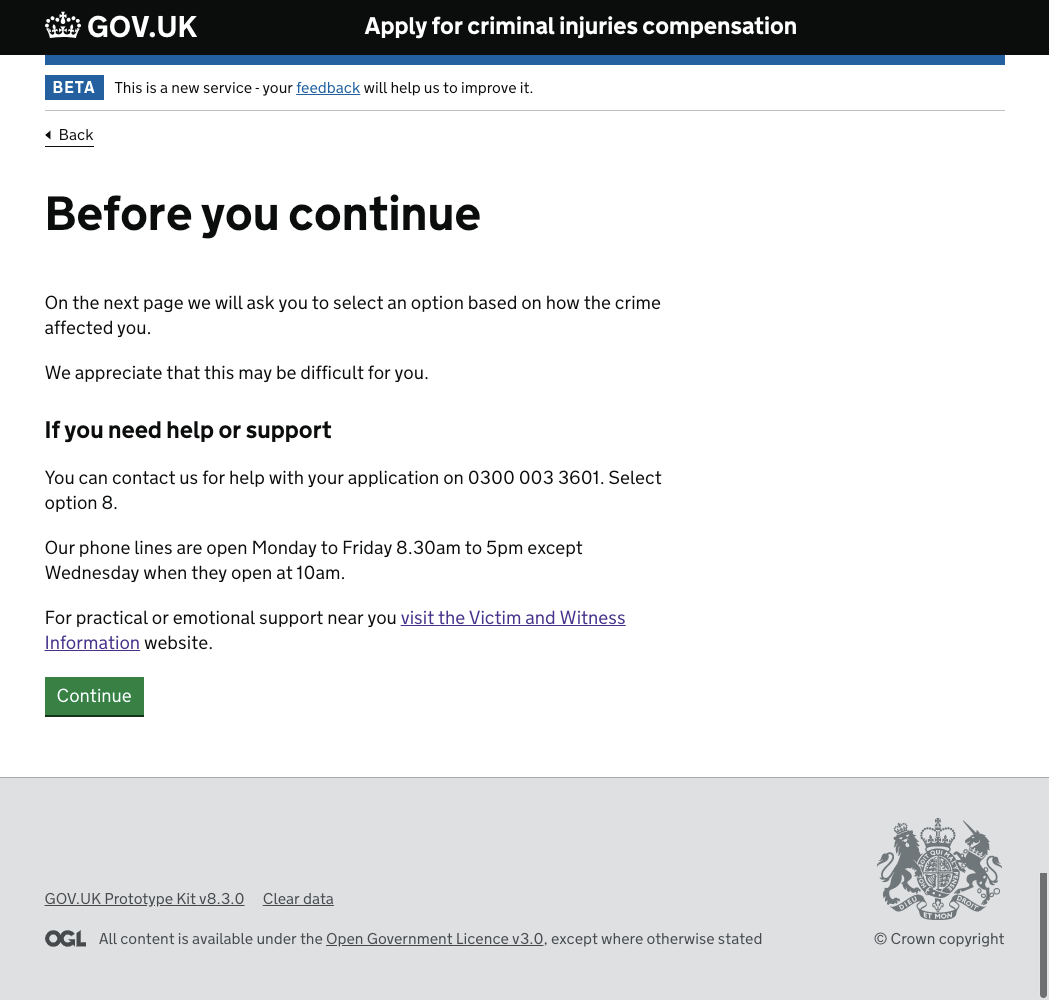 GOV.UK
Apply for criminal injuries compensation
BETA
This is a new service - your feedback will help us to improve it.
Back
Before you continue
On the next page we will ask you to select an option based on how the crime
affected you.
We appreciate that this may be difficult for you.
If you need help or support
You can contact us for help with your application on 0300 003 3601. Select
option 8.
Our phone lines are open Monday to Friday 8.30am to 5pm except
Wednesday when they open at 10am.
For practical or emotional support near you visit the Victim and Witness
Information website.
Continue
GOV.UK Prototype Kit v8.3.0
Clear data
DIEU ET MON DROIT
OGL
All content is available under the Open Government Licence v3.0, except where otherwise stated
© Crown copyright